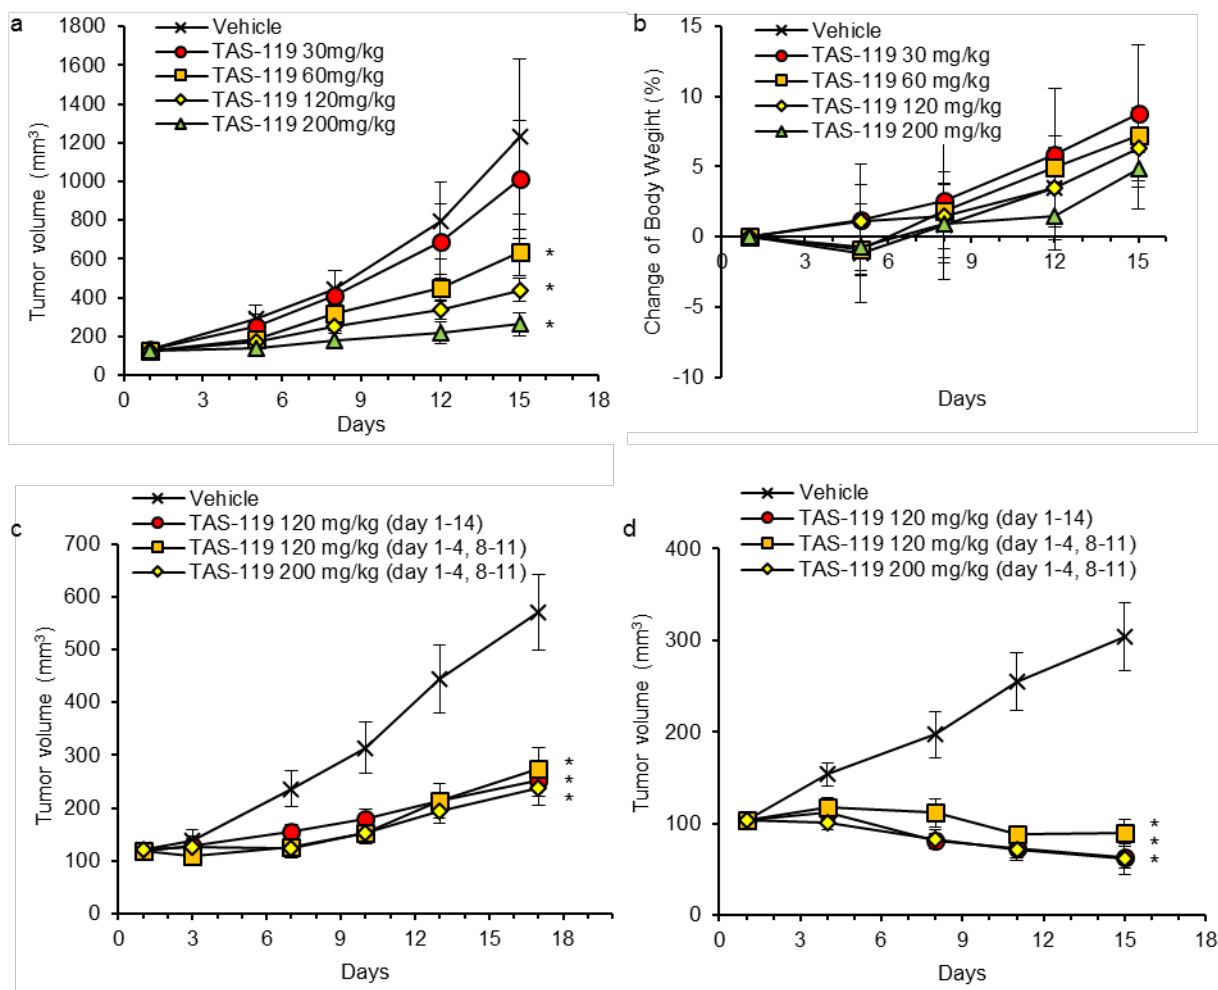 a
Vehicle
TAS-119 30mg/kg
TAS-119 60mg/kg
TAS-119 120mg/kg
TAS-119 200mg/kg
Tumor volume (mm³)
1800
1600
1400
1200
1000
800
600
400
200
0
0 3 6 9 12 15 18
Days
*
*
*
b
Vehicle
TAS-119 30 mg/kg
TAS-119 60 mg/kg
TAS-119 120 mg/kg
TAS-119 200 mg/kg
Change of Body Wegiht (%)
15
10
5
0
-5
-10
0 3 6 9 12 15
Days
c
Vehicle
TAS-119 120 mg/kg (day 1-14)
TAS-119 120 mg/kg (day 1-4, 8-11)
TAS-119 200 mg/kg (day 1-4, 8-11)
Tumor volume (mm³)
700
600
500
400
300
200
100
0
0 3 6 9 12 15 18
Days
*
*
*
d
Vehicle
TAS-119 120 mg/kg (day 1-14)
TAS-119 120 mg/kg (day 1-4, 8-11)
TAS-119 200 mg/kg (day 1-4, 8-11)
Tumor volume (mm³)
400
300
200
100
0
0 3 6 9 12 15 18
Days
*
*
*